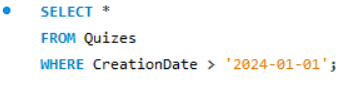 SELECT *
FROM Quizes
WHERE CreationDate > '2024-01-01';